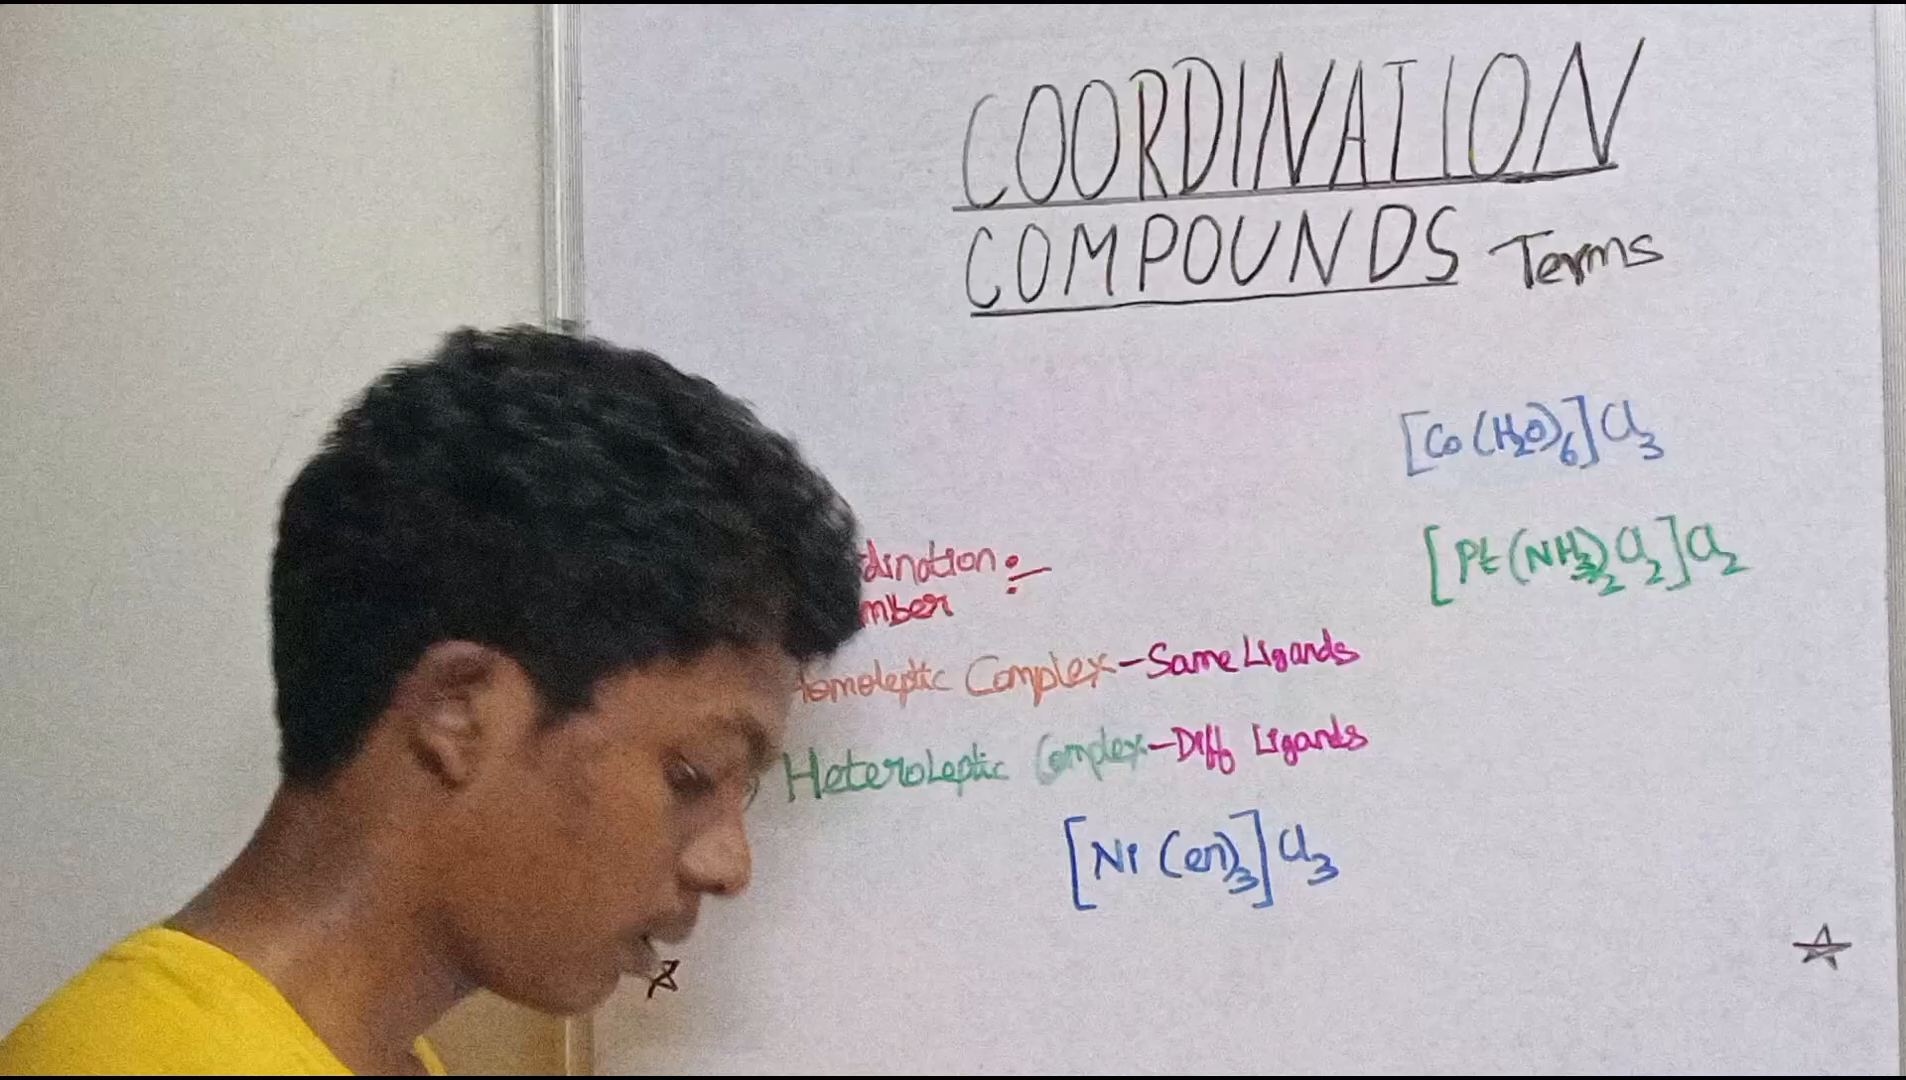 COORDINATION
COMPOUNDS Terms
[Co(H2O)6]Cl3
[Pt(NH3)2Cl2]Cl2
dination :-
mber
omoleptic Complex-Same Ligands
Heteroleptic Complex-Diff Ligands
[Ni(en)3]Cl3